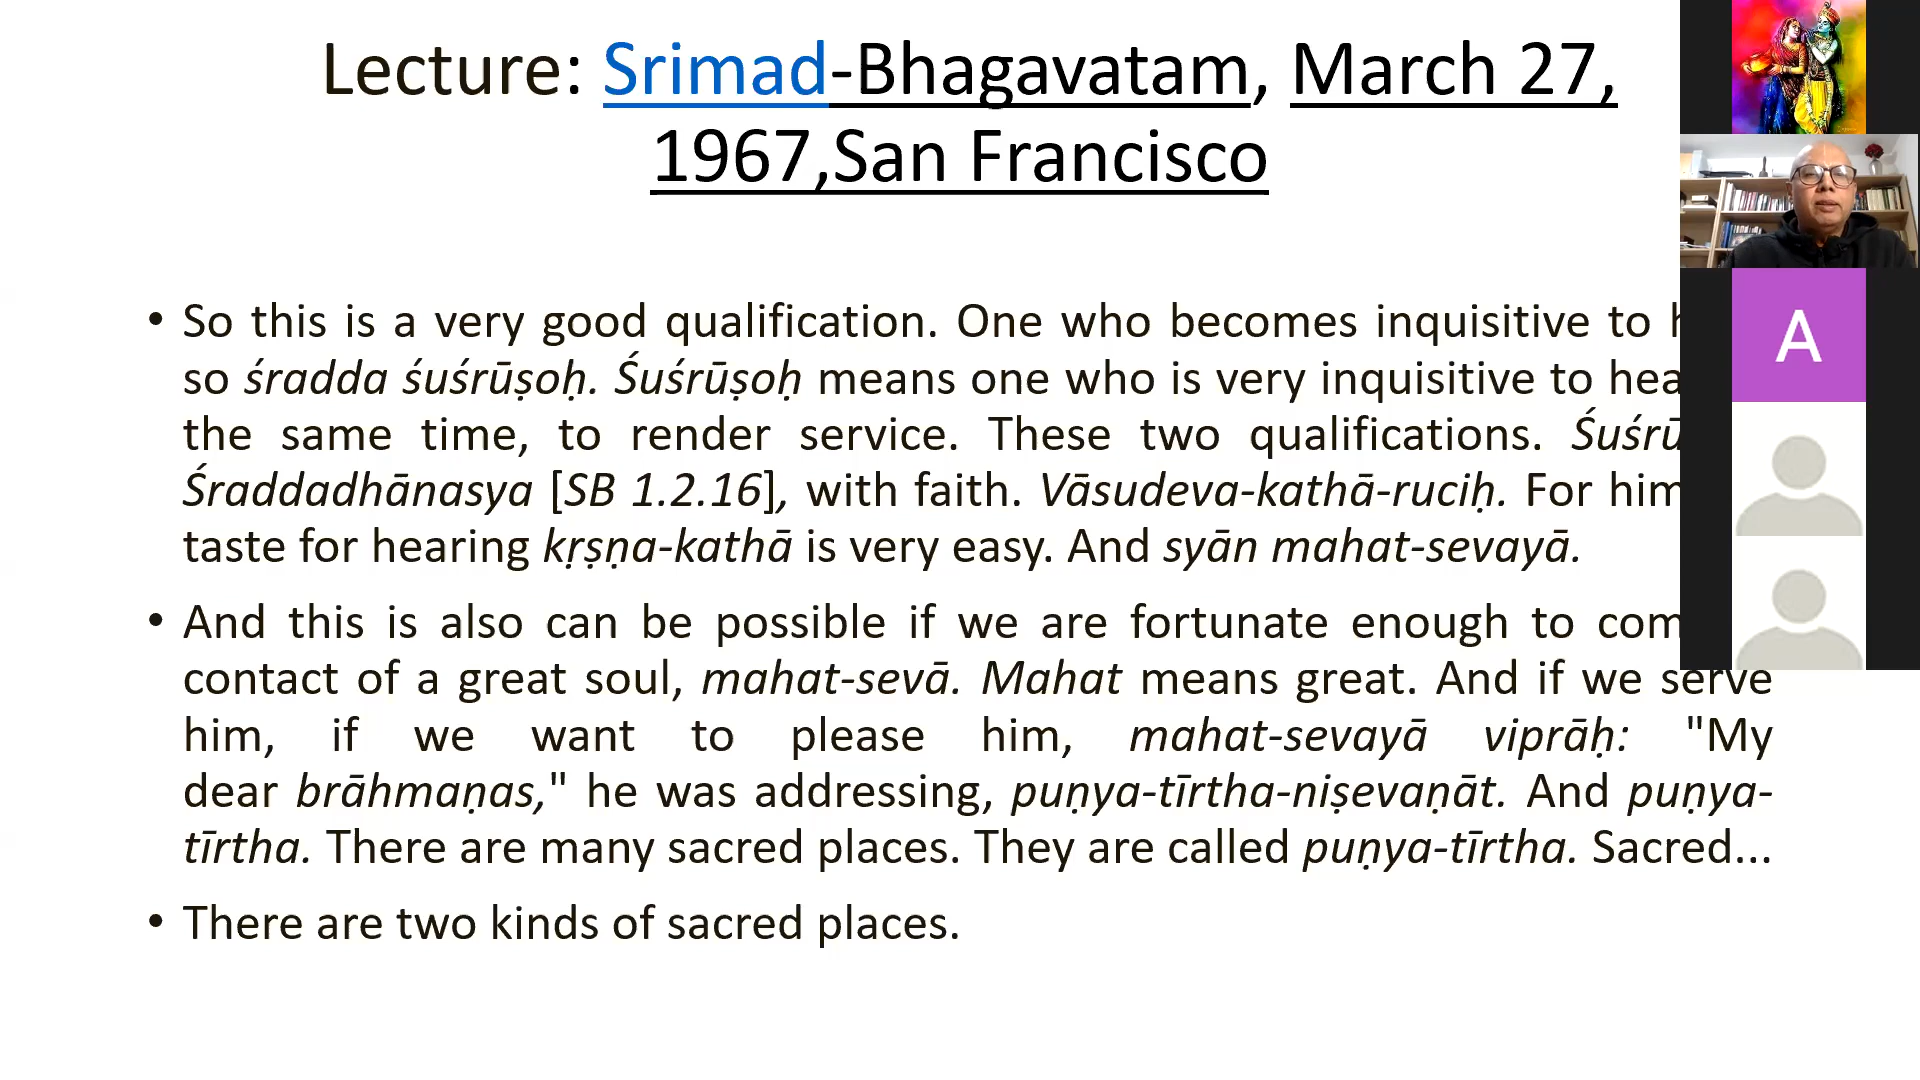 Lecture: Srimad-Bhagavatam, March 27,
1967,San Francisco
• So this is a very good qualification. One who becomes inquisitive to
so śradda śuśrūṣoḥ. Śuśrūṣoḥ means one who is very inquisitive to
the same time, to render service. These two qualifications.
Śraddadhānasya [SB 1.2.16], with faith. Vāsudeva-kathā-ruciḥ. For him
taste for hearing kṛṣṇa-kathā is very easy. And syān mahat-sevayā.
• And this is also can be possible if we are fortunate enough to
contact of a great soul, mahat-sevā. Mahat means great. And if we serve
him, if we want to please him, mahat-sevayā viprāḥ: "My
dear brāhmaṇas," he was addressing, puṇya-tīrtha-niṣevaṇāt. And puṇya-
tīrtha. There are many sacred places. They are called puṇya-tīrtha. Sacred...
• There are two kinds of sacred places.
A